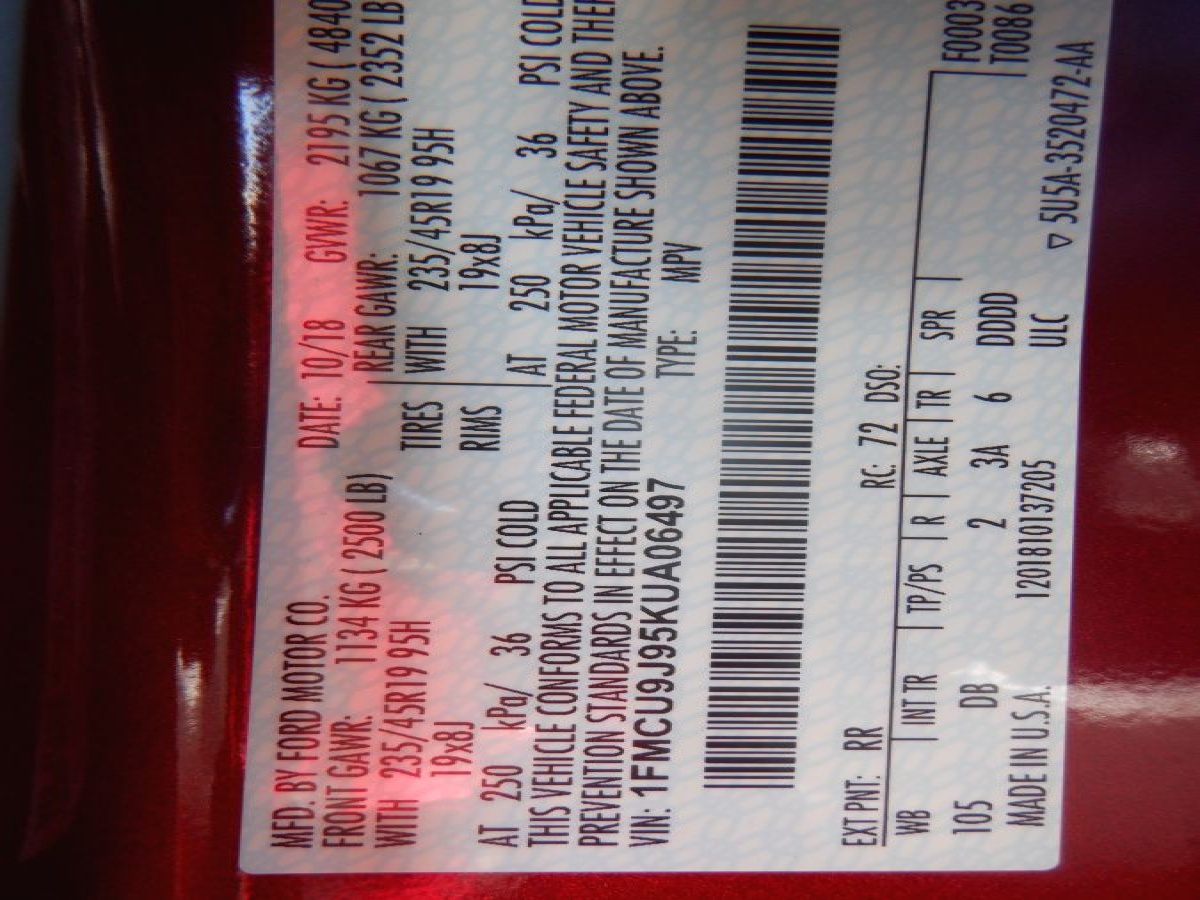 MFD. BY FORD MOTOR CO.
DATE: 10/18 GVWR: 2195 KG ( 4840
FRONT GAWR: 1134 KG ( 2500 LB) REAR GAWR: 1067 KG ( 2352 LB
WITH 235/45R19 95H TIRES WITH 235/45R19 95H
19x8J RIMS 19x8J
AT 250 kPa/ 36 PSI COLD AT 250 kPa/ 36 PSI COLD
THIS VEHICLE CONFORMS TO ALL APPLICABLE FEDERAL MOTOR VEHICLE SAFETY AND THEF
PREVENTION STANDARDS IN EFFECT ON THE DATE OF MANUFACTURE SHOWN ABOVE.
VIN: 1FMCU9J95KUA06497 TYPE: MPV
EXT PNT: RR RC: 72 DSO:
WB INT TR TP/PS R AXLE TR SPR F0003
105 DB 2 3A 6 DDDD T0086
MADE IN U.S.A. 120181013​7205 ULC
▽ 5U5A-3520472-AA